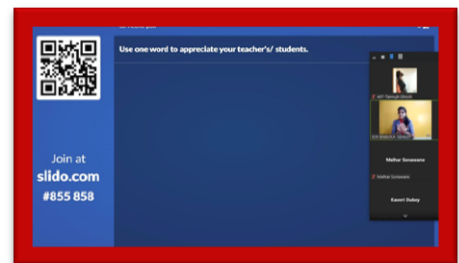 Use one word to appreciate your teacher's/ students.
Join at
slido.com
#855 858
Malhar Sonawane
Malhar Sonawane
Kaveri Dubey